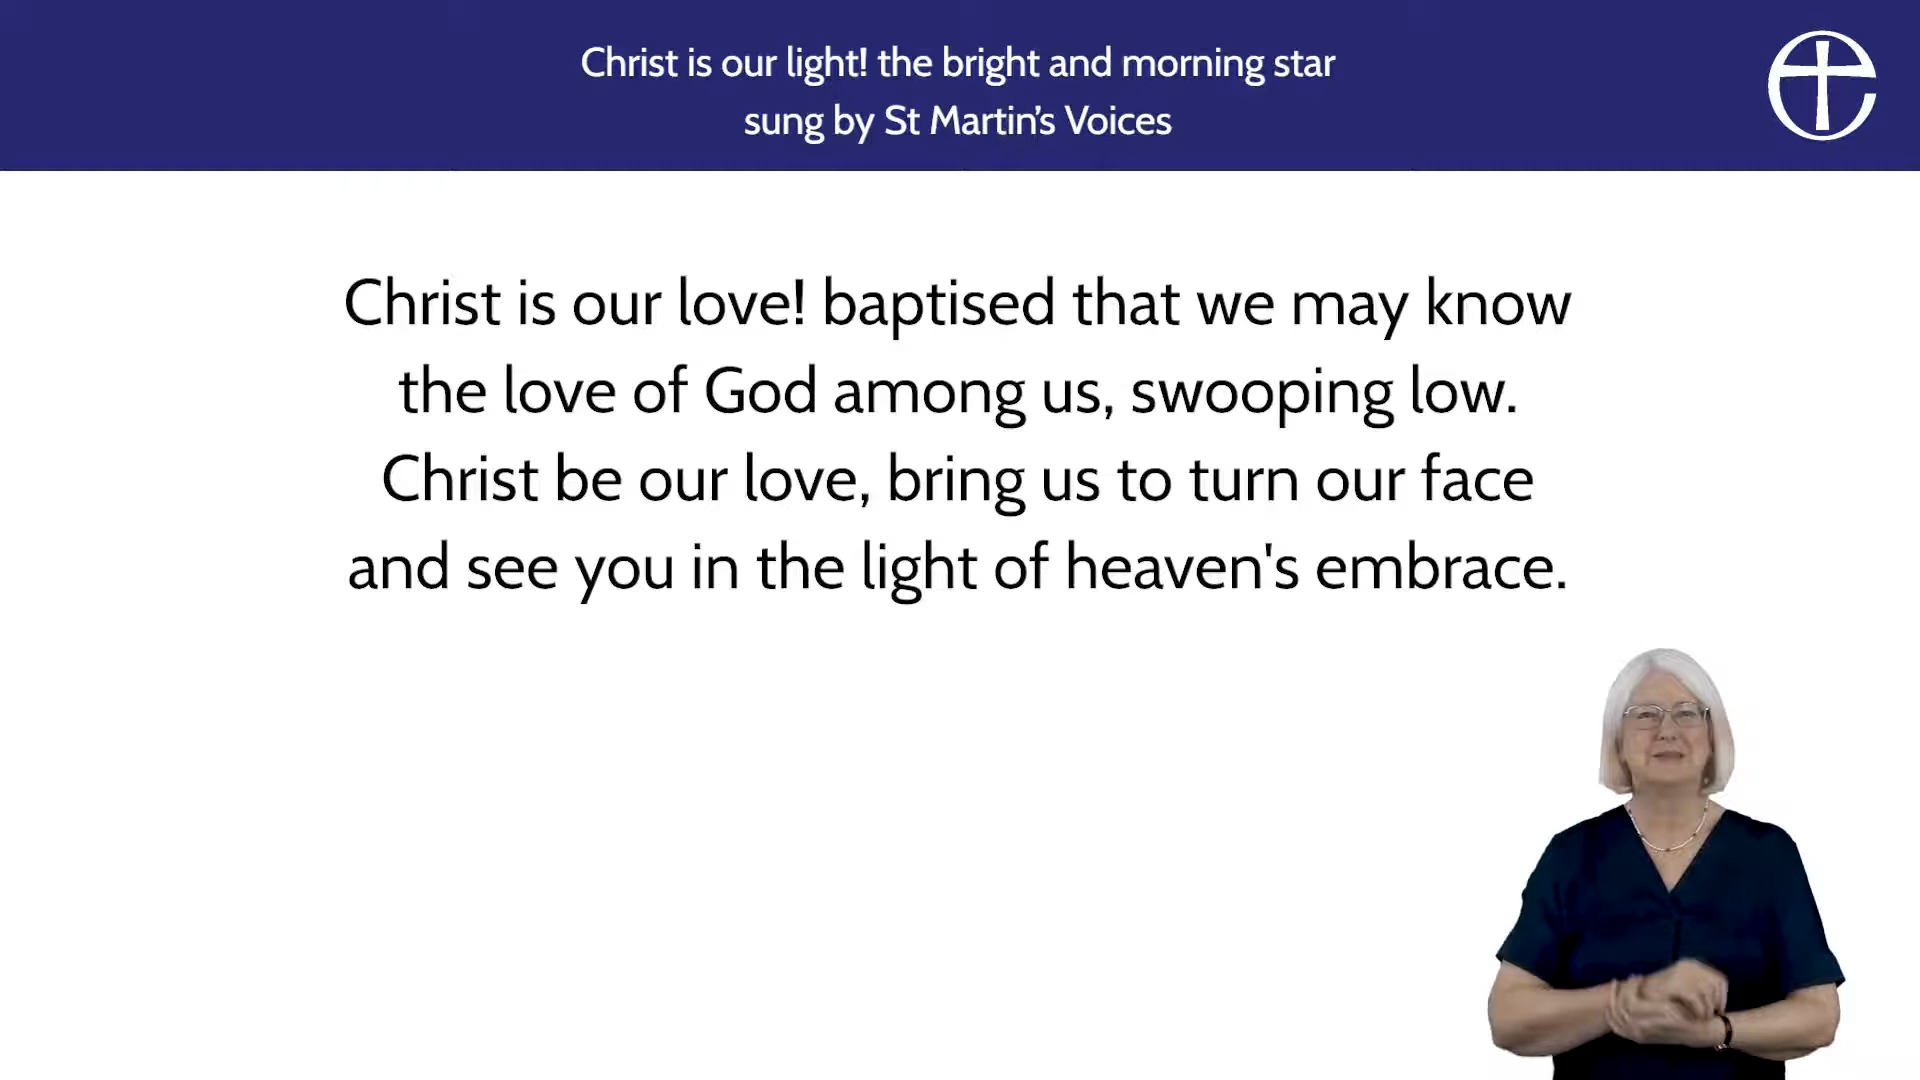 Christ is our light! the bright and morning star
sung by St Martin’s Voices
Christ is our love! baptised that we may know
the love of God among us, swooping low.
Christ be our love, bring us to turn our face
and see you in the light of heaven's embrace.